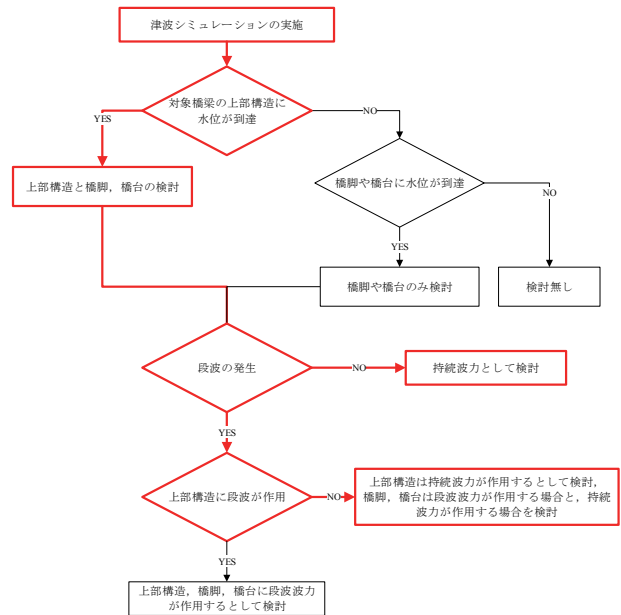 津波シミュレーションの実施
対象橋梁の上部構造に
水位が到達
YES
NO
上部構造と橋脚，橋台の検討
橋脚や橋台に水位が到達
NO
YES
橋脚や橋台のみ検討
検討無し
段波の発生
NO
持続波力として検討
YES
上部構造に段波が作用
NO
上部構造は持続波力が作用するとして検討，
橋脚，橋台は段波波力が作用する場合と，持続
波力が作用する場合を検討
YES
上部構造，橋脚，橋台に段波波力
が作用するとして検討